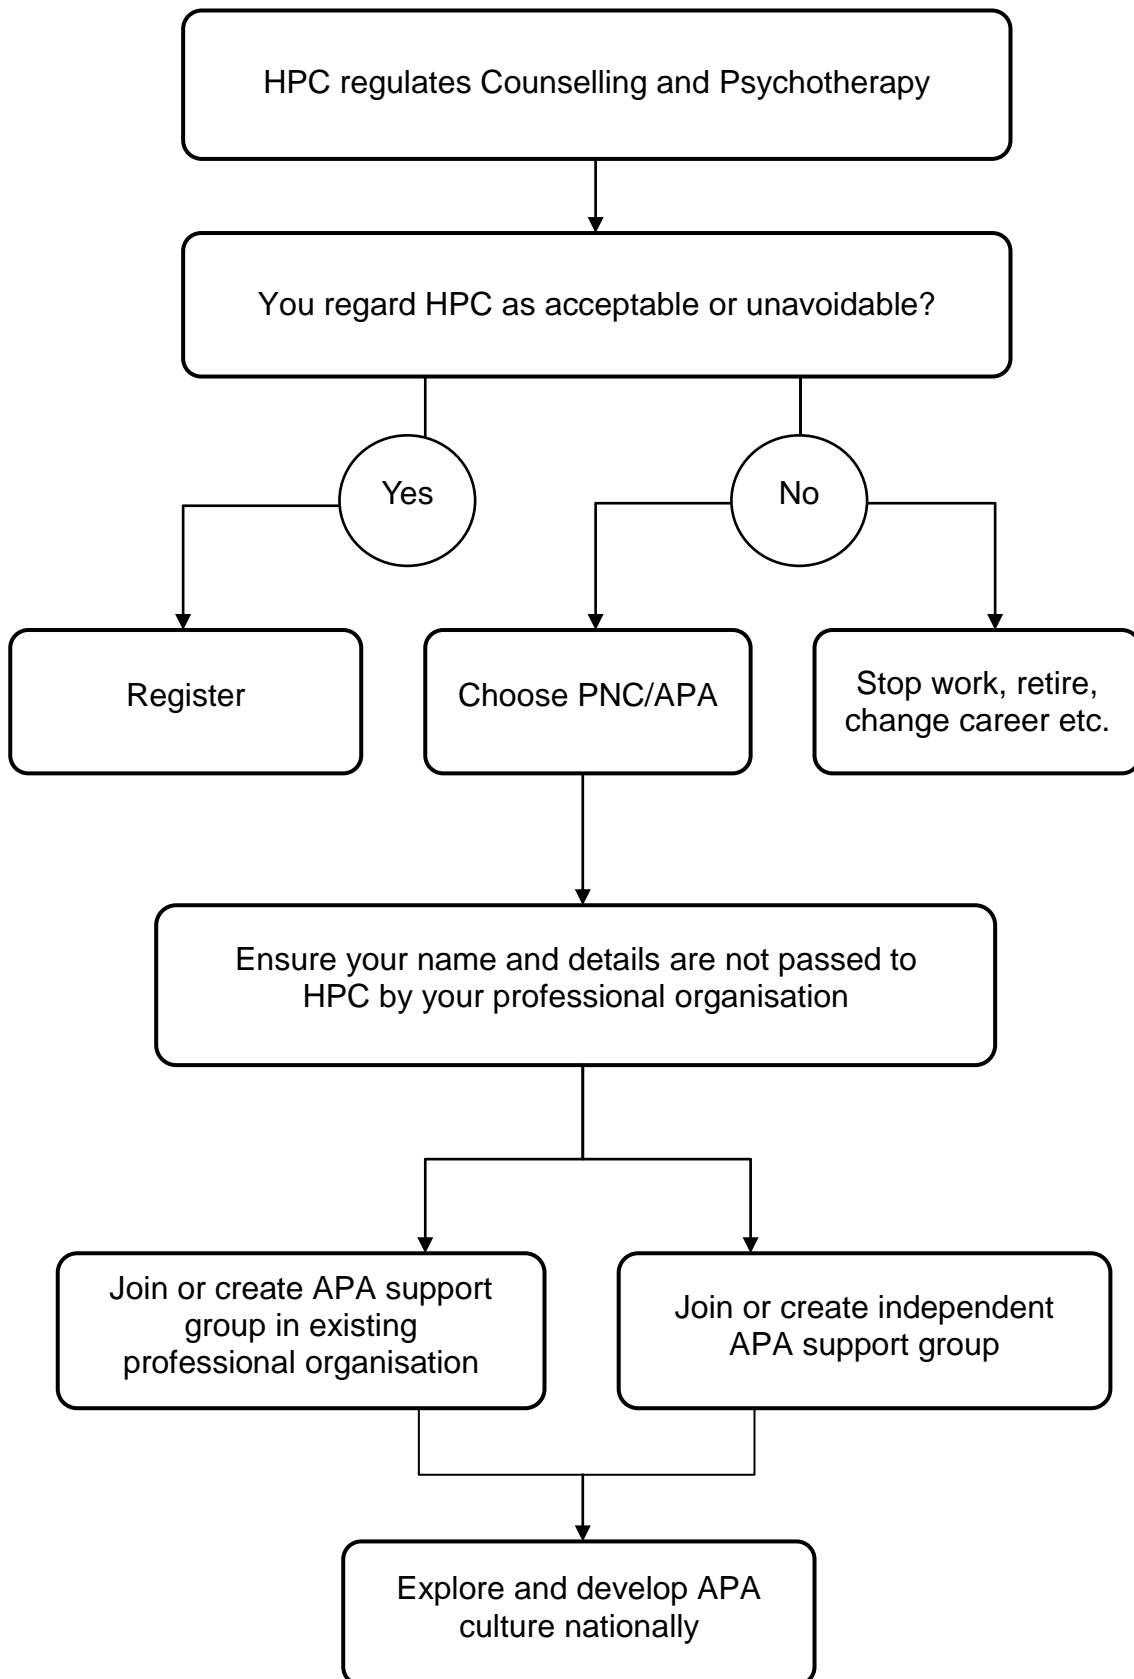 HPC regulates Counselling and Psychotherapy
You regard HPC as acceptable or unavoidable?
Yes
No
Register
Choose PNC/APA
Stop work, retire,
change career etc.
Ensure your name and details are not passed to
HPC by your professional organisation
Join or create APA support
group in existing
professional organisation
Join or create independent
APA support group
Explore and develop APA
culture nationally